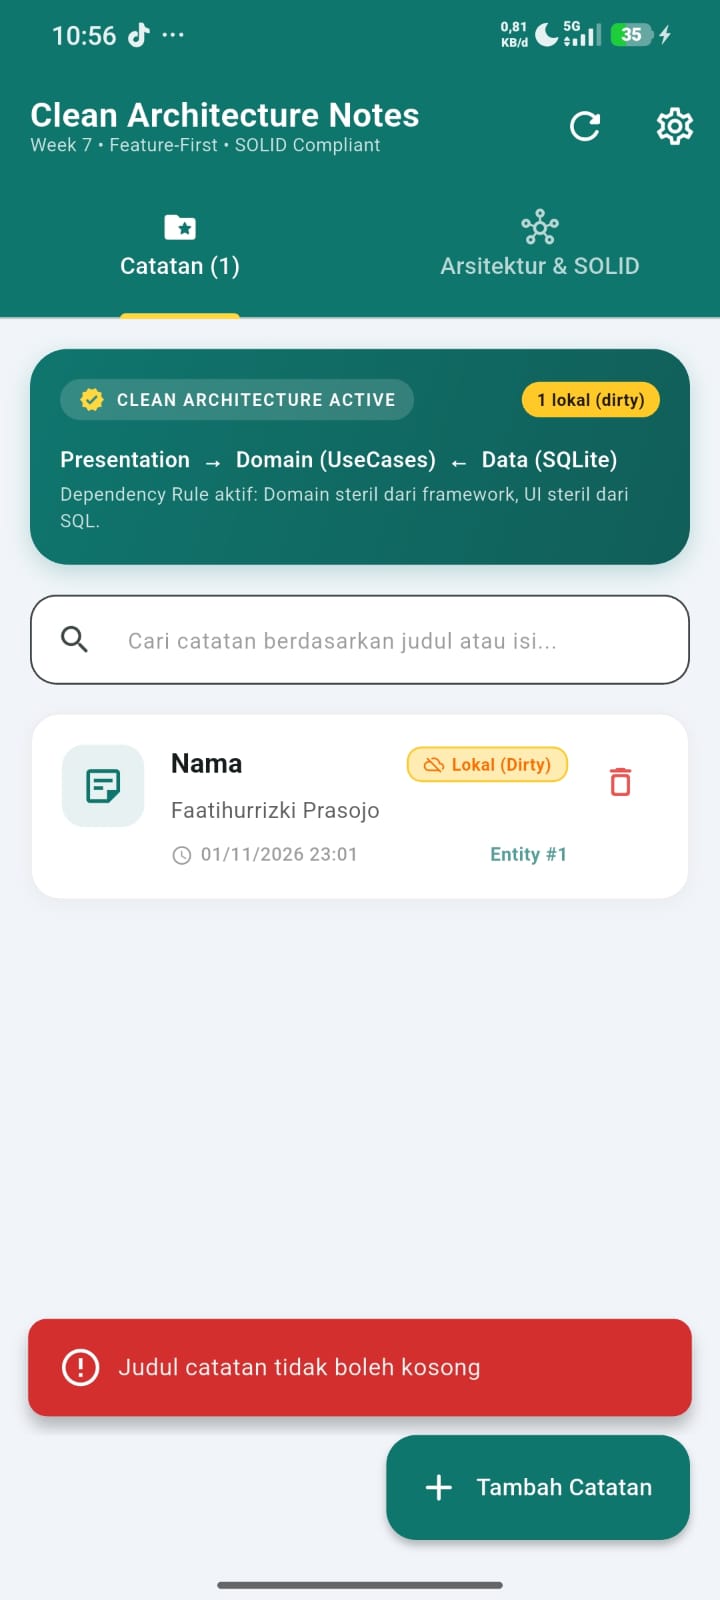 10:56 ...
0,81 KB/d 5G 35
Clean Architecture Notes
Week 7 • Feature-First • SOLID Compliant
Catatan (1)
Arsitektur & SOLID
CLEAN ARCHITECTURE ACTIVE
1 lokal (dirty)
Presentation → Domain (UseCases) ← Data (SQLite)
Dependency Rule aktif: Domain steril dari framework, UI steril dari
SQL.
Cari catatan berdasarkan judul atau isi...
Nama
Lokal (Dirty)
Faatihurrizki Prasojo
01/11/2026 23:01
Entity #1
Judul catatan tidak boleh kosong
Tambah Catatan